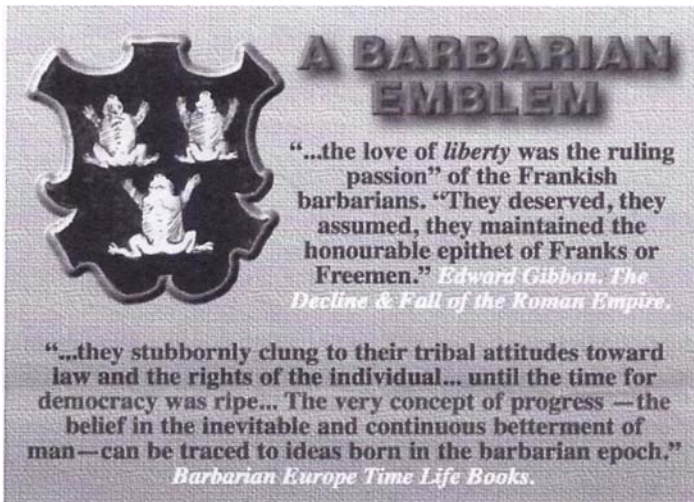 A BARBARIAN
EMBLEM
“...the love of liberty was the ruling
passion” of the Frankish
barbarians. “They deserved, they
assumed, they maintained the
honourable epithet of Franks or
Freemen.” Edward Gibbon. The
Decline & Fall of the Roman Empire.
“...they stubbornly clung to their tribal attitudes toward
law and the rights of the individual... until the time for
democracy was ripe... The very concept of progress —the
belief in the inevitable and continuous betterment of
man—can be traced to ideas born in the barbarian epoch.”
Barbarian Europe Time Life Books.